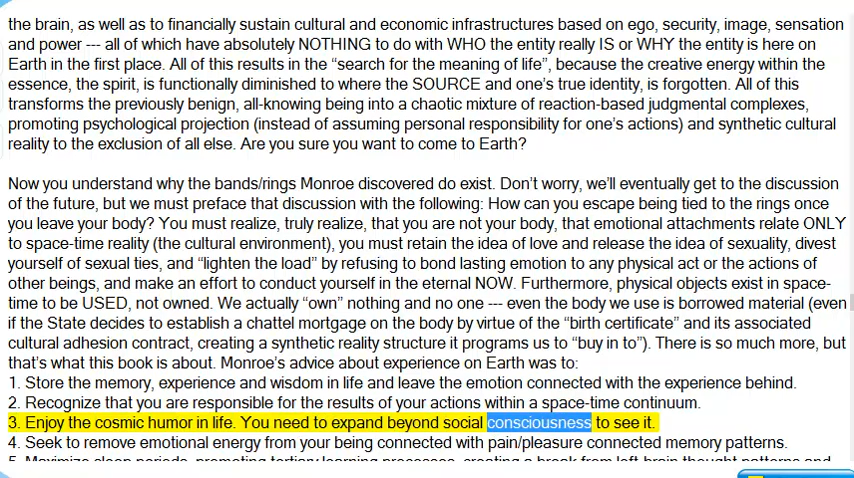 the brain, as well as to financially sustain cultural and economic infrastructures based on ego, security, image, sensation
and power --- all of which have absolutely NOTHING to do with WHO the entity really IS or WHY the entity is here on
Earth in the first place. All of this results in the “search for the meaning of life”, because the creative energy within the
essence, the spirit, is functionally diminished to where the SOURCE and one’s true identity, is forgotten. All of this
transforms the previously benign, all-knowing being into a chaotic mixture of reaction-based judgmental complexes,
promoting psychological projection (instead of assuming personal responsibility for one’s actions) and synthetic cultural
reality to the exclusion of all else. Are you sure you want to come to Earth?
Now you understand why the bands/rings Monroe discovered do exist. Don’t worry, we’ll eventually get to the discussion
of the future, but we must preface that discussion with the following: How can you escape being tied to the rings once
you leave your body? You must realize, truly realize, that you are not your body, that emotional attachments relate ONLY
to space-time reality (the cultural environment), you must retain the idea of love and release the idea of sexuality, divest
yourself of sexual ties, and “lighten the load” by refusing to bond lasting emotion to any physical act or the actions of
other beings, and make an effort to conduct yourself in the eternal NOW. Furthermore, physical objects exist in space-
time to be USED, not owned. We actually “own” nothing and no one --- even the body we use is borrowed material (even
if the State decides to establish a chattel mortgage on the body by virtue of the “birth certificate” and its associated
cultural adhesion contract, creating a synthetic reality structure it programs us to “buy in to”). There is so much more, but
that’s what this book is about. Monroe’s advice about experience on Earth was to:
1. Store the memory, experience and wisdom in life and leave the emotion connected with the experience behind.
2. Recognize that you are responsible for the results of your actions within a space-time continuum.
3. Enjoy the cosmic humor in life. You need to expand beyond social consciousness to see it.
4. Seek to remove emotional energy from your being connected with pain/pleasure connected memory patterns.
5. Maximize sleep periods, promoting tertiary learning processes, creating a break from left-brain thought patterns and